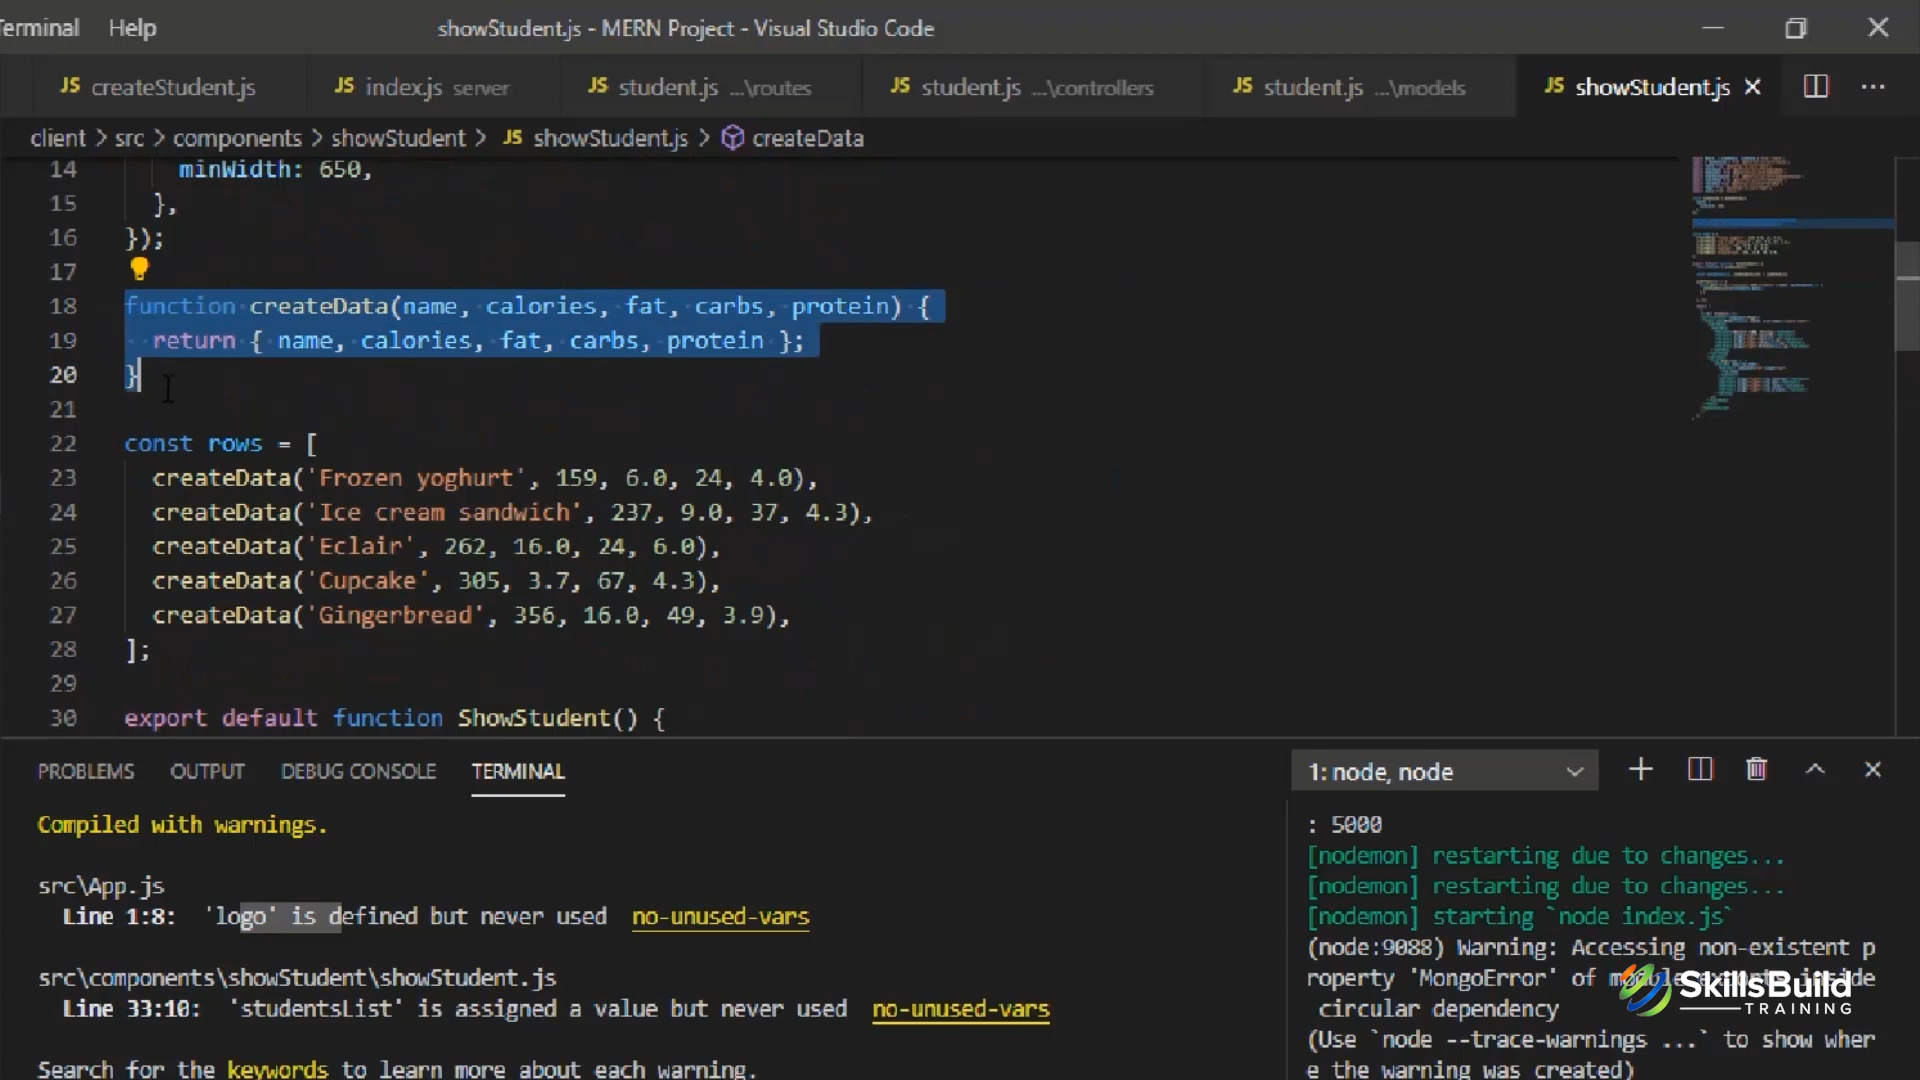 Terminal Help showStudent.js - MERN Project - Visual Studio Code
JS createStudent.js JS index.js server JS student.js ...\routes JS student.js ...\controllers JS student.js ...\models JS showStudent.js
client > src > components > showStudent > JS showStudent.js > createData
14 minWidth: 650,
15 },
16 });
17
18 function createData(name, calories, fat, carbs, protein) {
19 return { name, calories, fat, carbs, protein };
20 }
21
22 const rows = [
23 createData('Frozen yoghurt', 159, 6.0, 24, 4.0),
24 createData('Ice cream sandwich', 237, 9.0, 37, 4.3),
25 createData('Eclair', 262, 16.0, 24, 6.0),
26 createData('Cupcake', 305, 3.7, 67, 4.3),
27 createData('Gingerbread', 356, 16.0, 49, 3.9),
28 ];
29
30 export default function ShowStudent() {
PROBLEMS OUTPUT DEBUG CONSOLE TERMINAL 1: node, node
Compiled with warnings.
src\App.js
Line 1:8: 'logo' is defined but never used no-unused-vars
src\components\showStudent\showStudent.js
Line 33:10: 'studentsList' is assigned a value but never used no-unused-vars
Search for the keywords to learn more about each warning.
: 5000
[nodemon] restarting due to changes...
[nodemon] restarting due to changes...
[nodemon] starting `node index.js`
(node:9088) Warning: Accessing non-existent p
roperty 'MongoError' of module exports inside
circular dependency
(Use `node --trace-warnings ...` to show wher
e the warning was created)
SkillsBuild
TRAINING